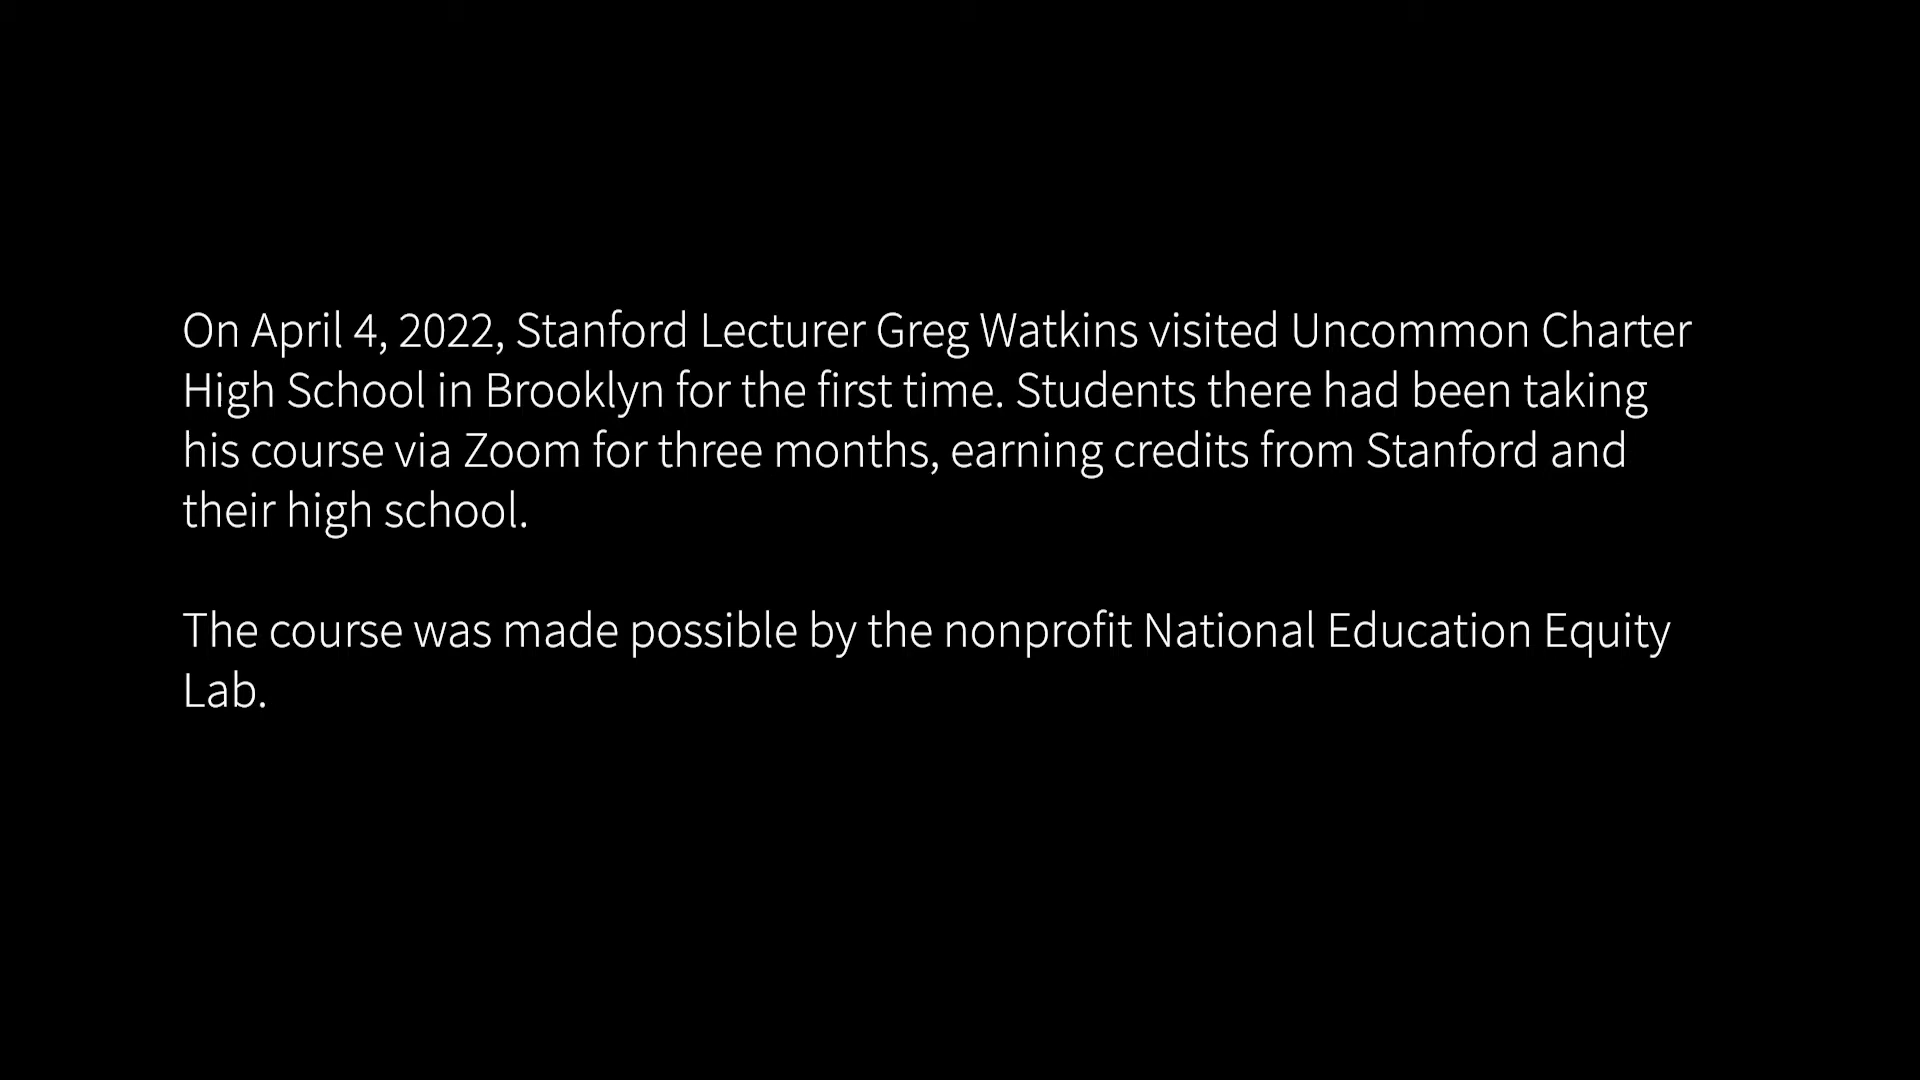 On April 4, 2022, Stanford Lecturer Greg Watkins visited Uncommon Charter
High School in Brooklyn for the first time. Students there had been taking
his course via Zoom for three months, earning credits from Stanford and
their high school.
The course was made possible by the nonprofit National Education Equity
Lab.